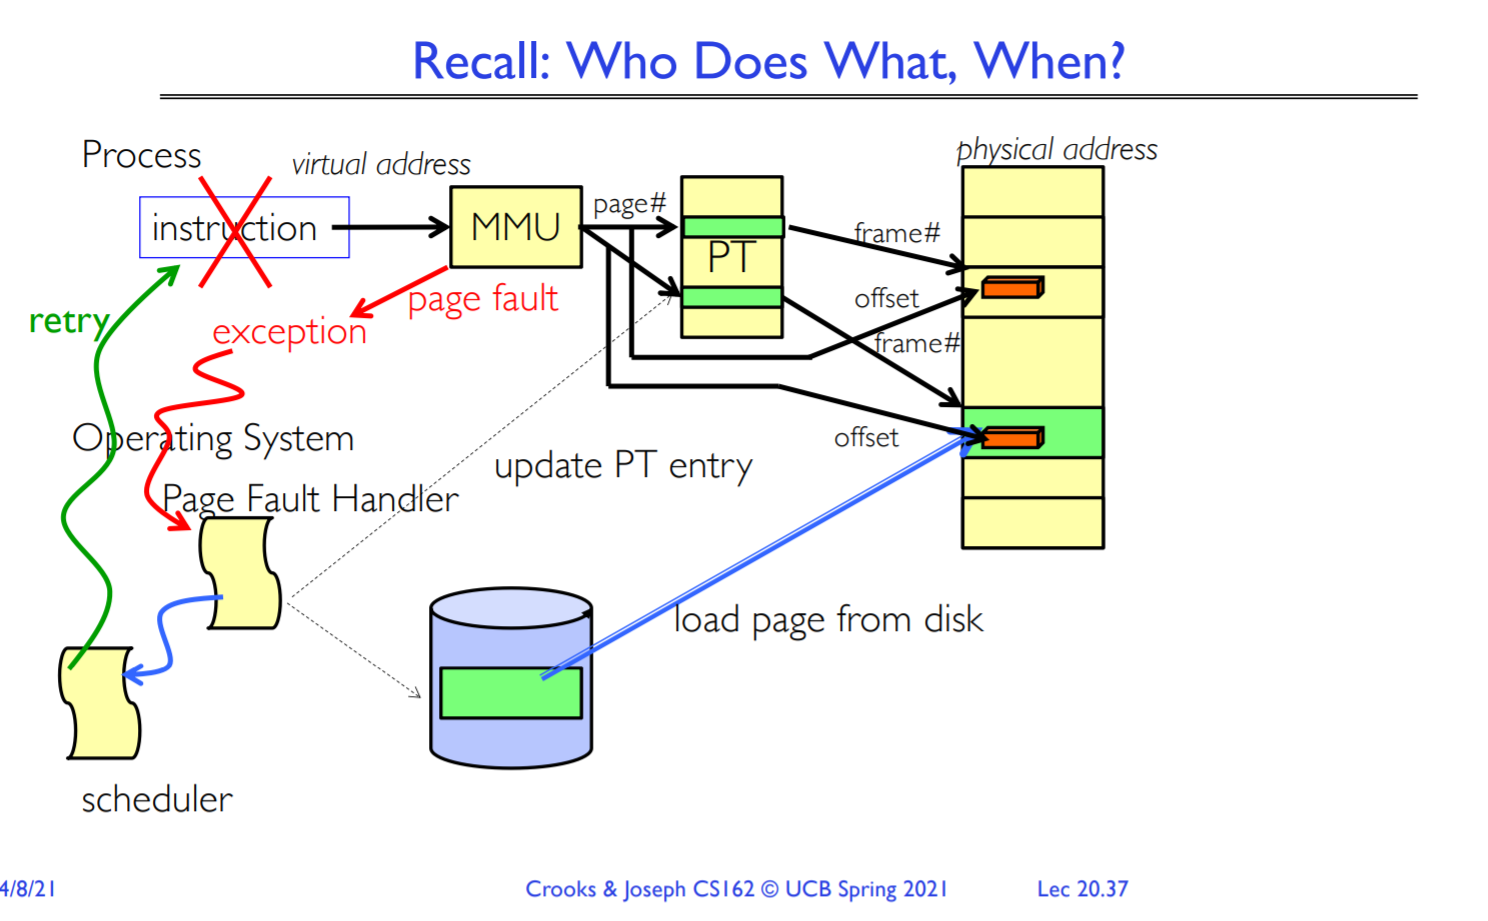 Recall: Who Does What, When?
Process
virtual address
physical address
instruction
MMU
page#
PT
frame#
offset
frame#
page fault
exception
retry
offset
Operating System
update PT entry
Page Fault Handler
load page from disk
scheduler
4/8/21
Crooks & Joseph CS162 © UCB Spring 2021
Lec 20.37